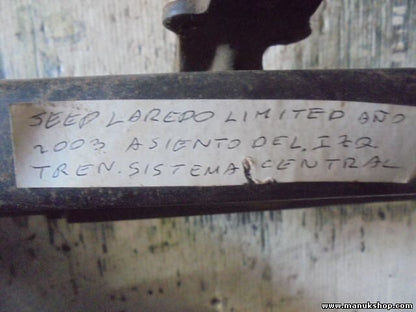 SEEP LAREDO LIMITED AÑO
2003 ASIENTO DEL. IZQ
TREN. SISTEMA CENTRAL
www.manukshop.com